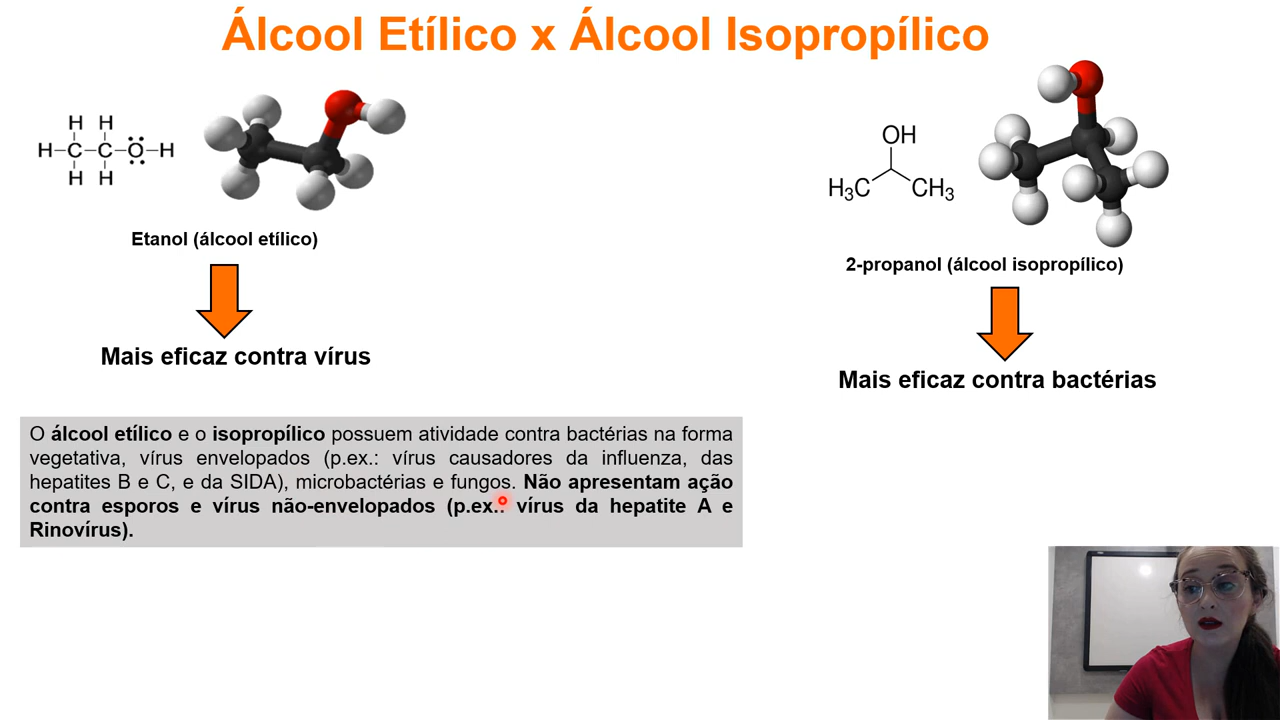 Álcool Etílico x Álcool Isopropílico
H H
H-C-C-Ö-H
H H
Etanol (álcool etílico)
Mais eficaz contra vírus
OH
H₃C CH₃
2-propanol (álcool isopropílico)
Mais eficaz contra bactérias
O álcool etílico e o isopropílico possuem atividade contra bactérias na forma
vegetativa, vírus envelopados (p.ex.: vírus causadores da influenza, das
hepatites B e C, e da SIDA), microbactérias e fungos. Não apresentam ação
contra esporos e vírus não-envelopados (p.ex.: vírus da hepatite A e
Rinovírus).